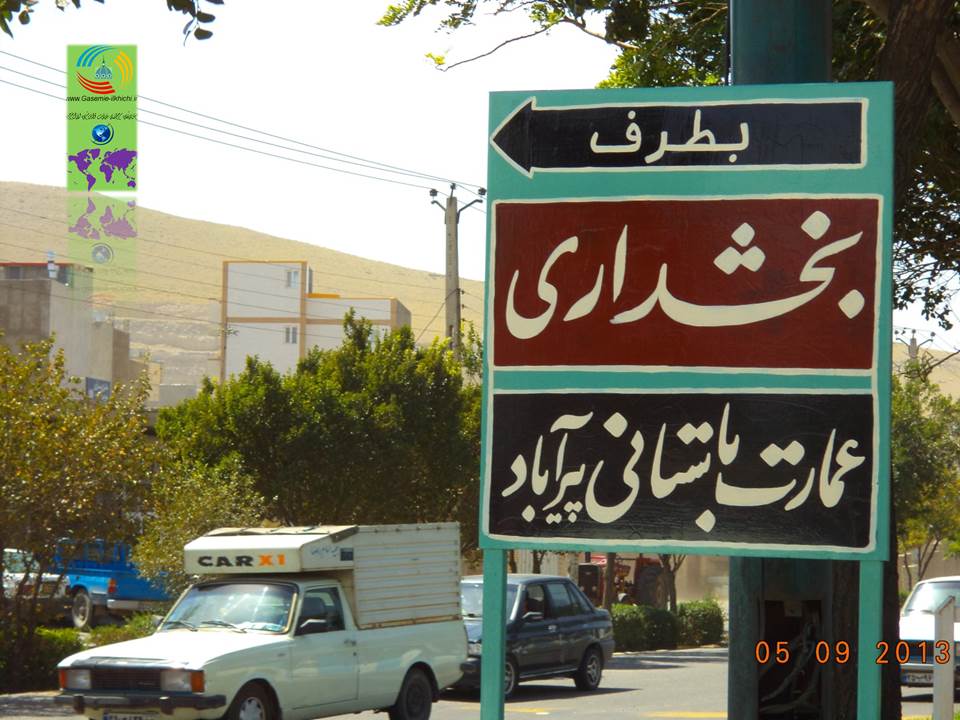 www.Gasemie-ilkhichi.ir
بطرف
بخشداری
عمارت باستانی پیرآباد
CARX1
05 09 2013